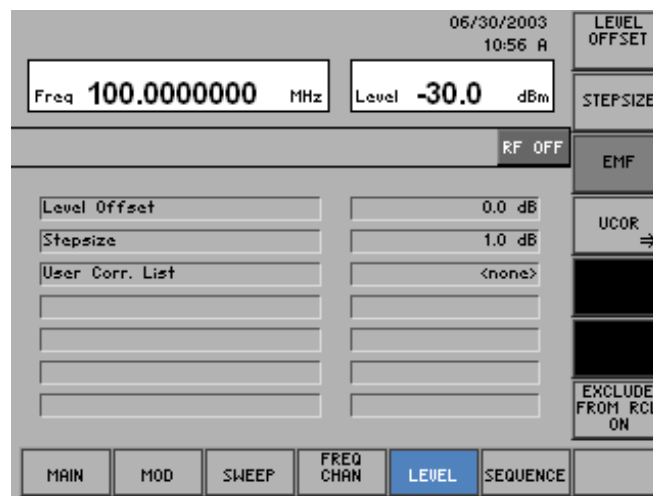 06/30/2003
10:56 A
Freq 100.0000000 MHz
Level -30.0 dBm
RF OFF
Level Offset 0.0 dB
Stepsize 1.0 dB
User Corr. List <none>
LEVEL
OFFSET
STEPSIZE
EMF
UCOR
⇒
EXCLUDE
FROM RCL
ON
MAIN MOD SWEEP FREQ CHAN LEVEL SEQUENCE